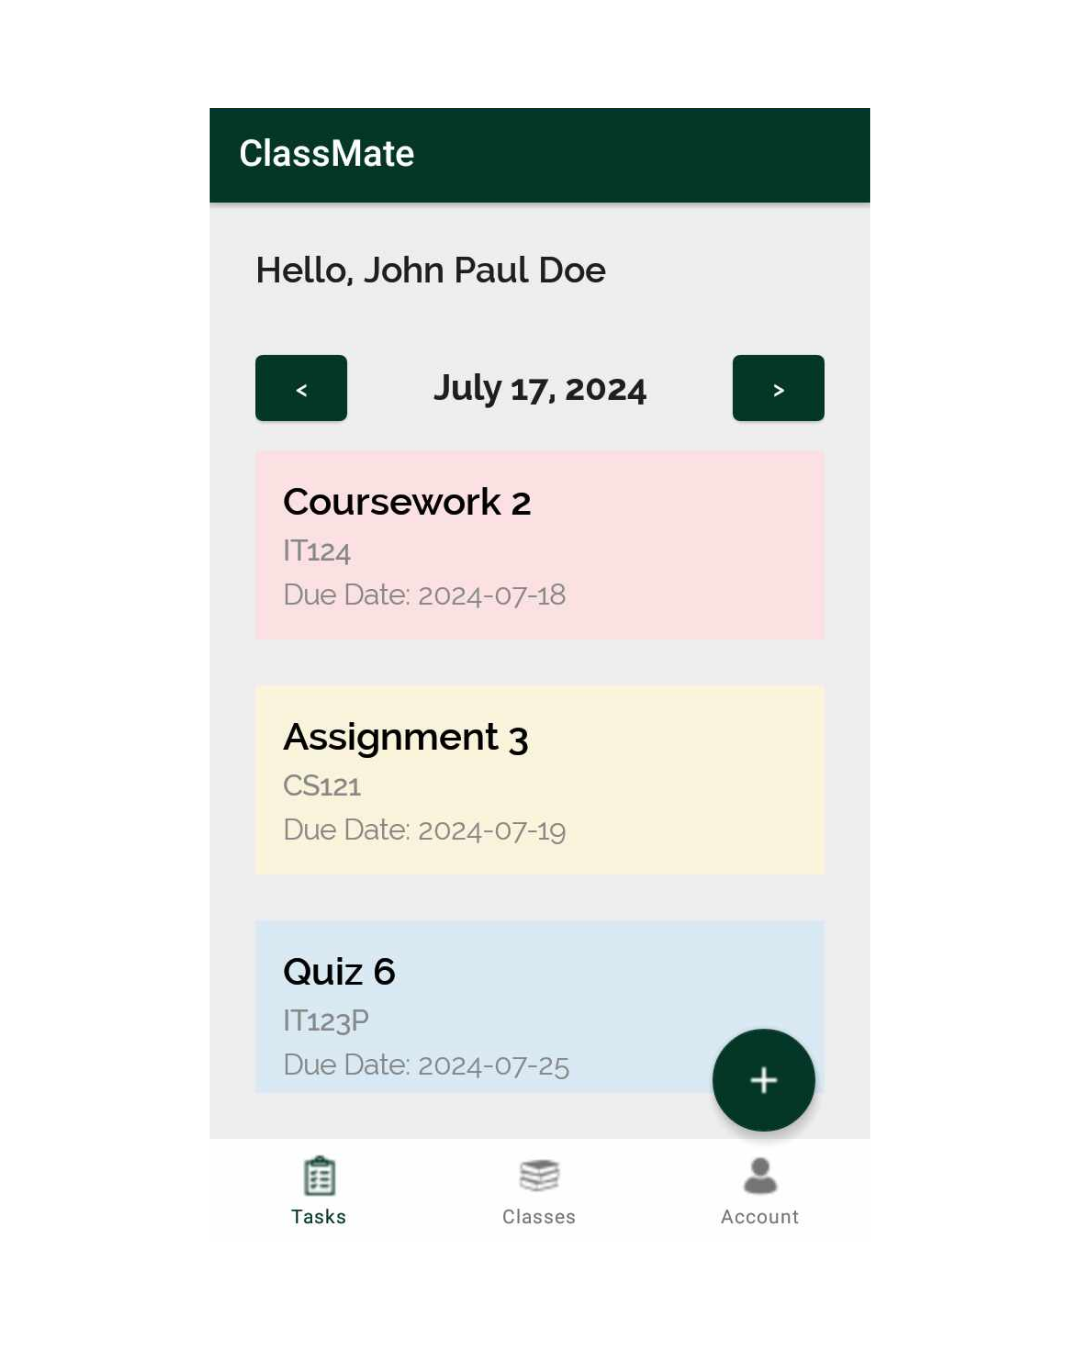 ClassMate
Hello, John Paul Doe
<
July 17, 2024
>
Coursework 2
IT124
Due Date: 2024-07-18
Assignment 3
CS121
Due Date: 2024-07-19
Quiz 6
IT123P
Due Date: 2024-07-25
+
Tasks
Classes
Account